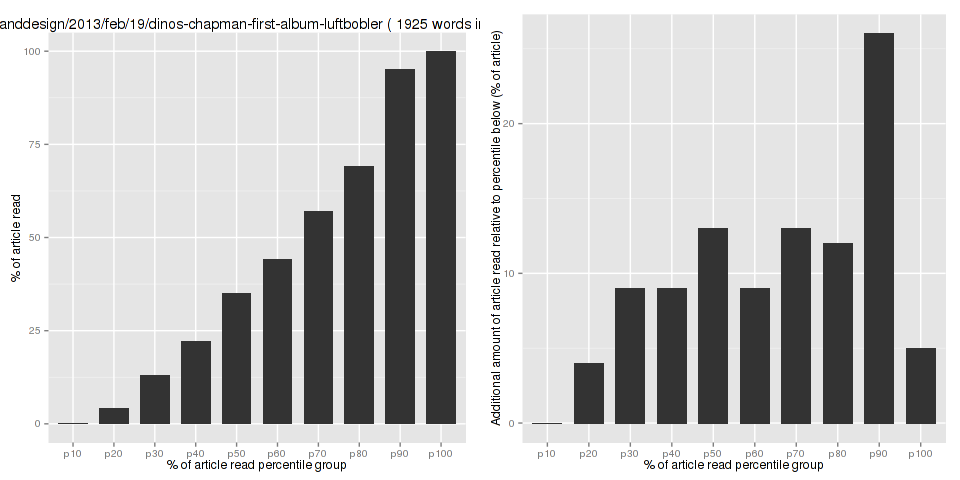 anddesign/2013/feb/19/dinos-chapman-first-album-luftbobler ( 1925 words i
% of article read
100
75
50
25
0
p10 p20 p30 p40 p50 p60 p70 p80 p90 p100
% of article read percentile group
Additional amount of article read relative to percentile below (% of article)
20
10
0
p10 p20 p30 p40 p50 p60 p70 p80 p90 p100
% of article read percentile group